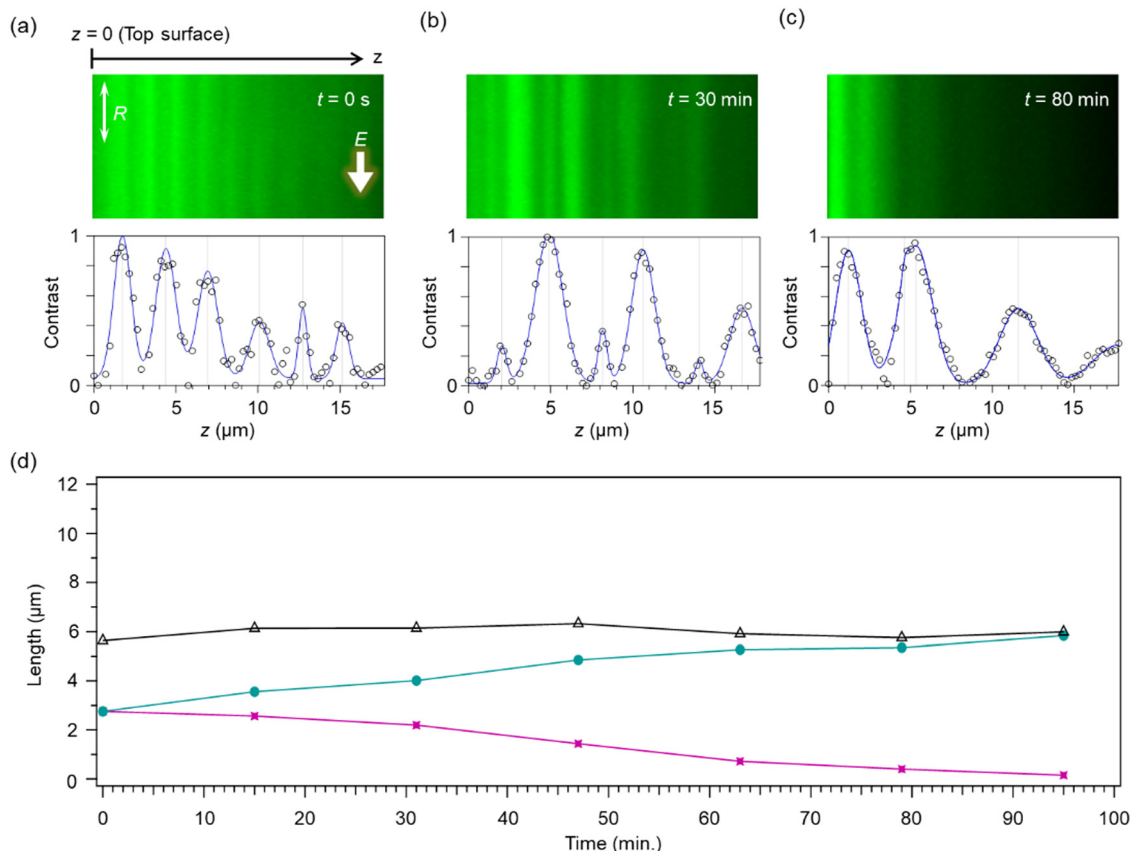 (a)
z = 0 (Top surface)
z
R
t = 0 s
E
1
Contrast
0
0 5 10 15
z (µm)
(b)
t = 30 min
1
Contrast
0
0 5 10 15
z (µm)
(c)
t = 80 min
1
Contrast
0
0 5 10 15
z (µm)
(d)
12
10
8
6
4
2
0
Length (µm)
0 10 20 30 40 50 60 70 80 90 100
Time (min.)